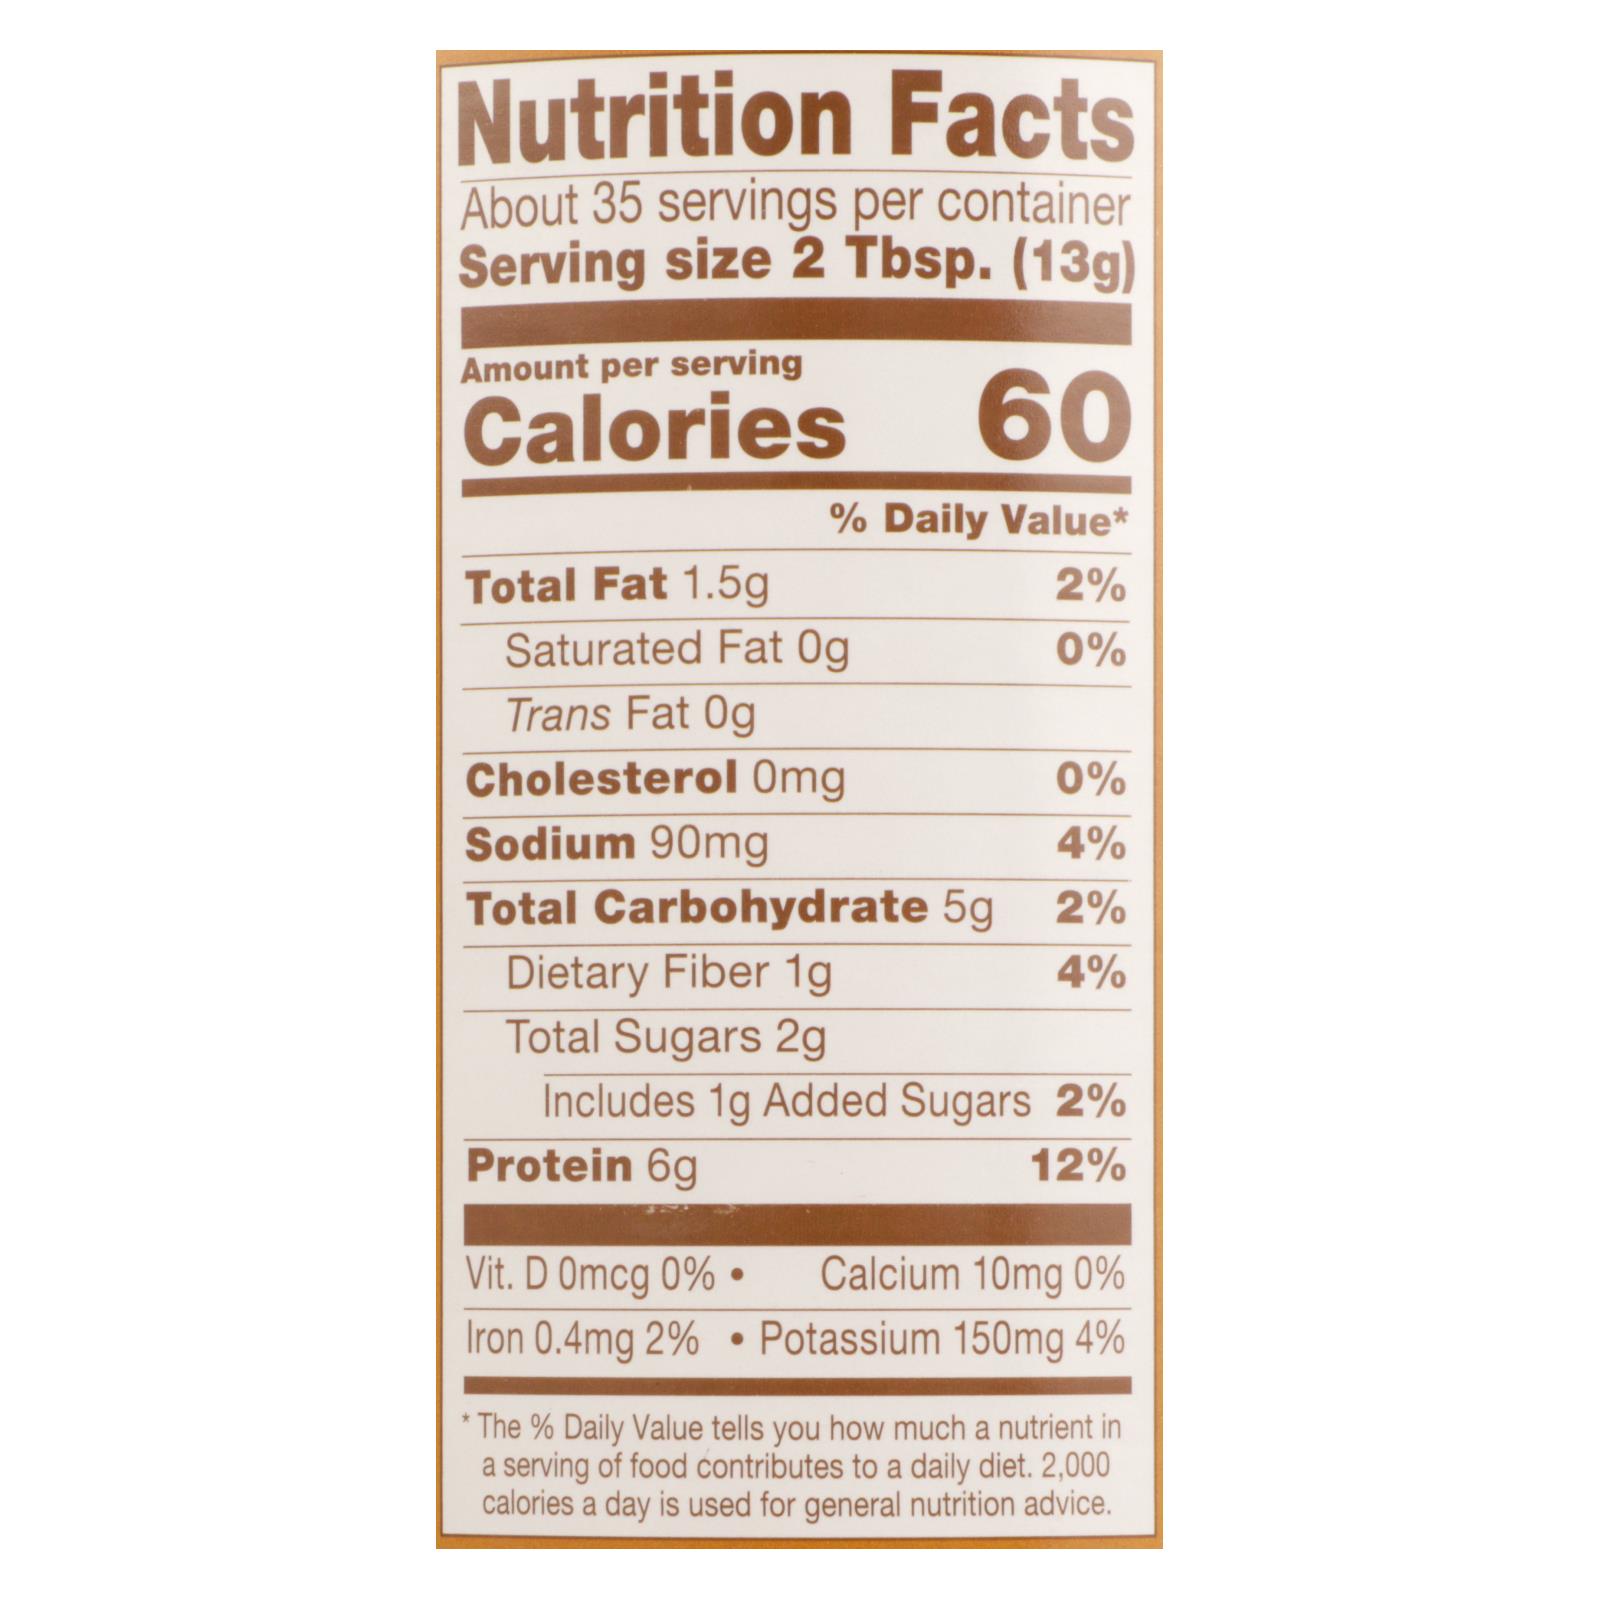 Nutrition Facts
About 35 servings per container
Serving size 2 Tbsp. (13g)
Amount per serving
Calories 60
% Daily Value*
Total Fat 1.5g 2%
Saturated Fat 0g 0%
Trans Fat 0g
Cholesterol 0mg 0%
Sodium 90mg 4%
Total Carbohydrate 5g 2%
Dietary Fiber 1g 4%
Total Sugars 2g
Includes 1g Added Sugars 2%
Protein 6g 12%
Vit. D 0mcg 0% • Calcium 10mg 0%
Iron 0.4mg 2% • Potassium 150mg 4%
* The % Daily Value tells you how much a nutrient in
a serving of food contributes to a daily diet. 2,000
calories a day is used for general nutrition advice.